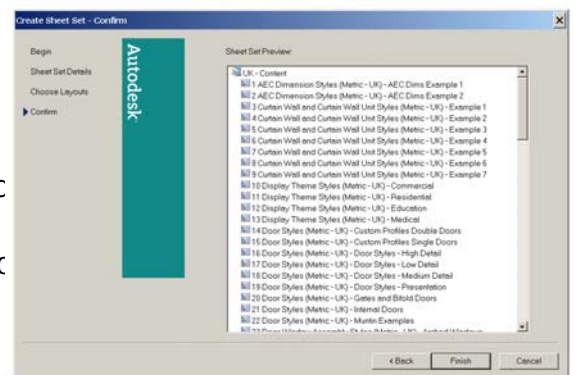 Create Sheet Set - Confirm
Begin
Sheet Set Details
Choose Layouts
Confirm
Autodesk
Sheet Set Preview:
UK - Content
1 AEC Dimension Styles (Metric - UK) - AEC Dims Example 1
2 AEC Dimension Styles (Metric - UK) - AEC Dims Example 2
3 Curtain Wall and Curtain Wall Unit Styles (Metric - UK) - Example 1
4 Curtain Wall and Curtain Wall Unit Styles (Metric - UK) - Example 2
5 Curtain Wall and Curtain Wall Unit Styles (Metric - UK) - Example 3
6 Curtain Wall and Curtain Wall Unit Styles (Metric - UK) - Example 4
7 Curtain Wall and Curtain Wall Unit Styles (Metric - UK) - Example 5
8 Curtain Wall and Curtain Wall Unit Styles (Metric - UK) - Example 6
9 Curtain Wall and Curtain Wall Unit Styles (Metric - UK) - Example 7
10 Display Theme Styles (Metric - UK) - Commercial
11 Display Theme Styles (Metric - UK) - Residential
12 Display Theme Styles (Metric - UK) - Education
13 Display Theme Styles (Metric - UK) - Medical
14 Door Styles (Metric - UK) - Custom Profiles Double Doors
15 Door Styles (Metric - UK) - Custom Profiles Single Doors
16 Door Styles (Metric - UK) - Door Styles - High Detail
17 Door Styles (Metric - UK) - Door Styles - Low Detail
18 Door Styles (Metric - UK) - Door Styles - Medium Detail
19 Door Styles (Metric - UK) - Door Styles - Presentation
20 Door Styles (Metric - UK) - Gates and Bifold Doors
21 Door Styles (Metric - UK) - Internal Doors
22 Door Styles (Metric - UK) - Muntin Examples
< Back
Finish
Cancel